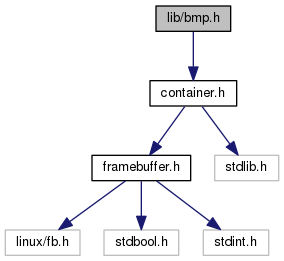 lib/bmp.h
container.h
framebuffer.h
stdlib.h
linux/fb.h
stdbool.h
stdint.h